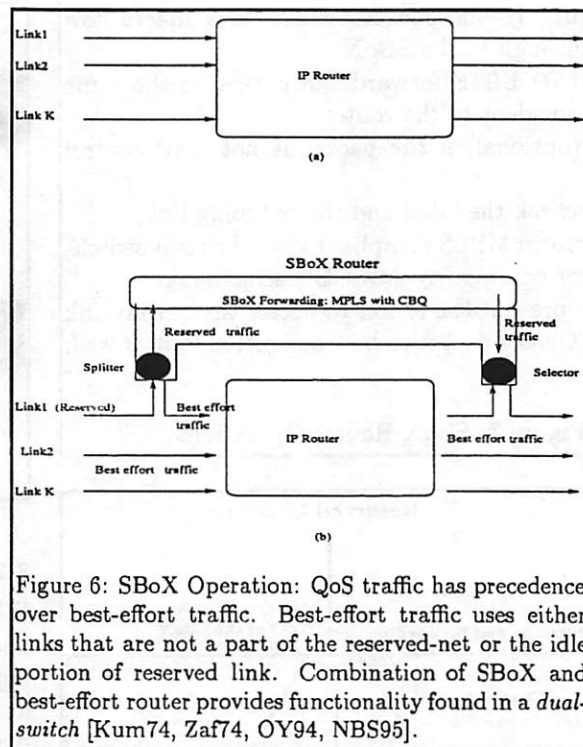 Link1
Link2
IP Router
Link K
(a)
SBoX Router
SBoX Forwarding: MPLS with CBQ
Reserved traffic
Reserved
traffic
Splitter
Selector
Link1 (Reserved)
Best effort
traffic
IP Router
Best effort
traffic
Link2
Best effort traffic
Link K
(b)
Figure 6: SBoX Operation: QoS traffic has precedence
over best-effort traffic. Best-effort traffic uses either
links that are not a part of the reserved-net or the idle
portion of reserved link. Combination of SBoX and
best-effort router provides functionality found in a dual-
switch [Kum74, Zaf74, OY94, NBS95].